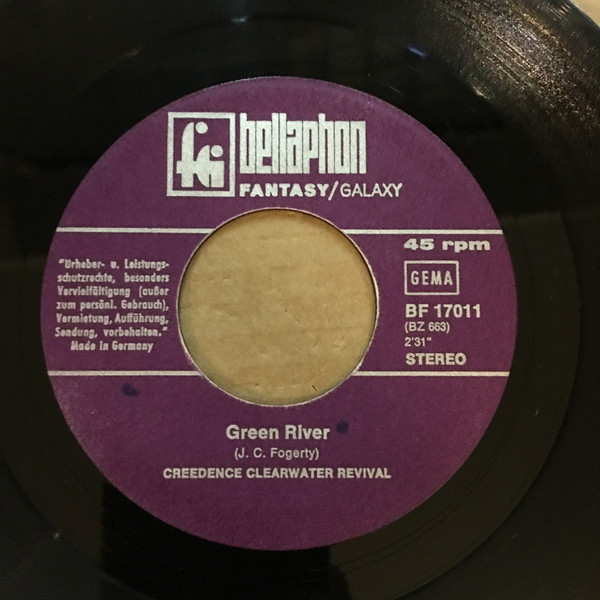 bellaphon
FANTASY/GALAXY
45 rpm
"Urheber- u. Leistungs-
schutzrechte, besonders
Vervielfältigung (außer
zum persönl. Gebrauch),
Vermietung, Aufführung,
Sendung, vorbehalten."
Made in Germany
GEMA
BF 17011
(BZ 663)
2'31"
STEREO
Green River
(J. C. Fogerty)
CREEDENCE CLEARWATER REVIVAL